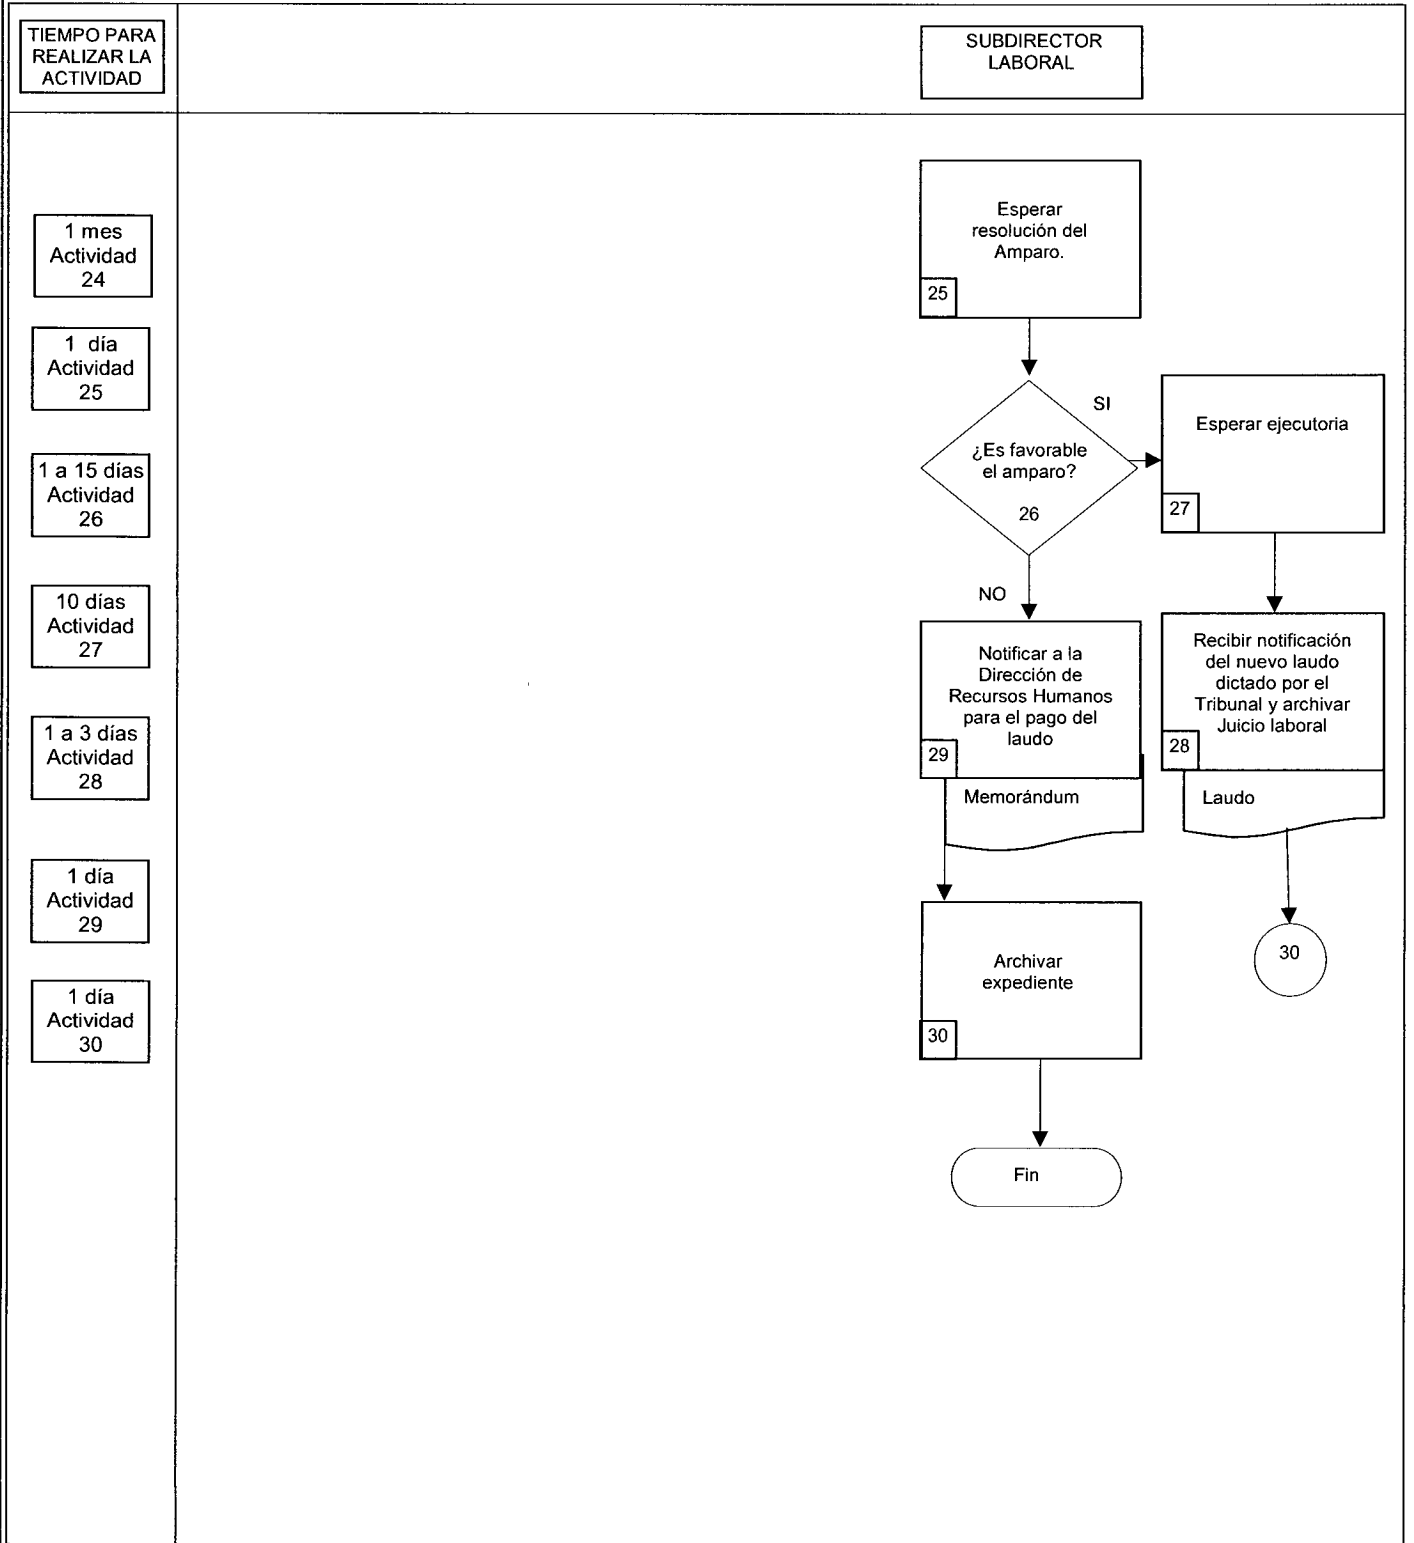 TIEMPO PARA
REALIZAR LA
ACTIVIDAD
SUBDIRECTOR
LABORAL
1 mes
Actividad
24
1 día
Actividad
25
1 a 15 días
Actividad
26
10 días
Actividad
27
1 a 3 días
Actividad
28
1 día
Actividad
29
1 día
Actividad
30
Esperar
resolución del
Amparo.
25
¿Es favorable
el amparo?
26
SI
Esperar ejecutoria
27
NO
Notificar a la
Dirección de
Recursos Humanos
para el pago del
laudo
29
Memorándum
Recibir notificación
del nuevo laudo
dictado por el
Tribunal y archivar
Juicio laboral
28
Laudo
Archivar
expediente
30
30
Fin